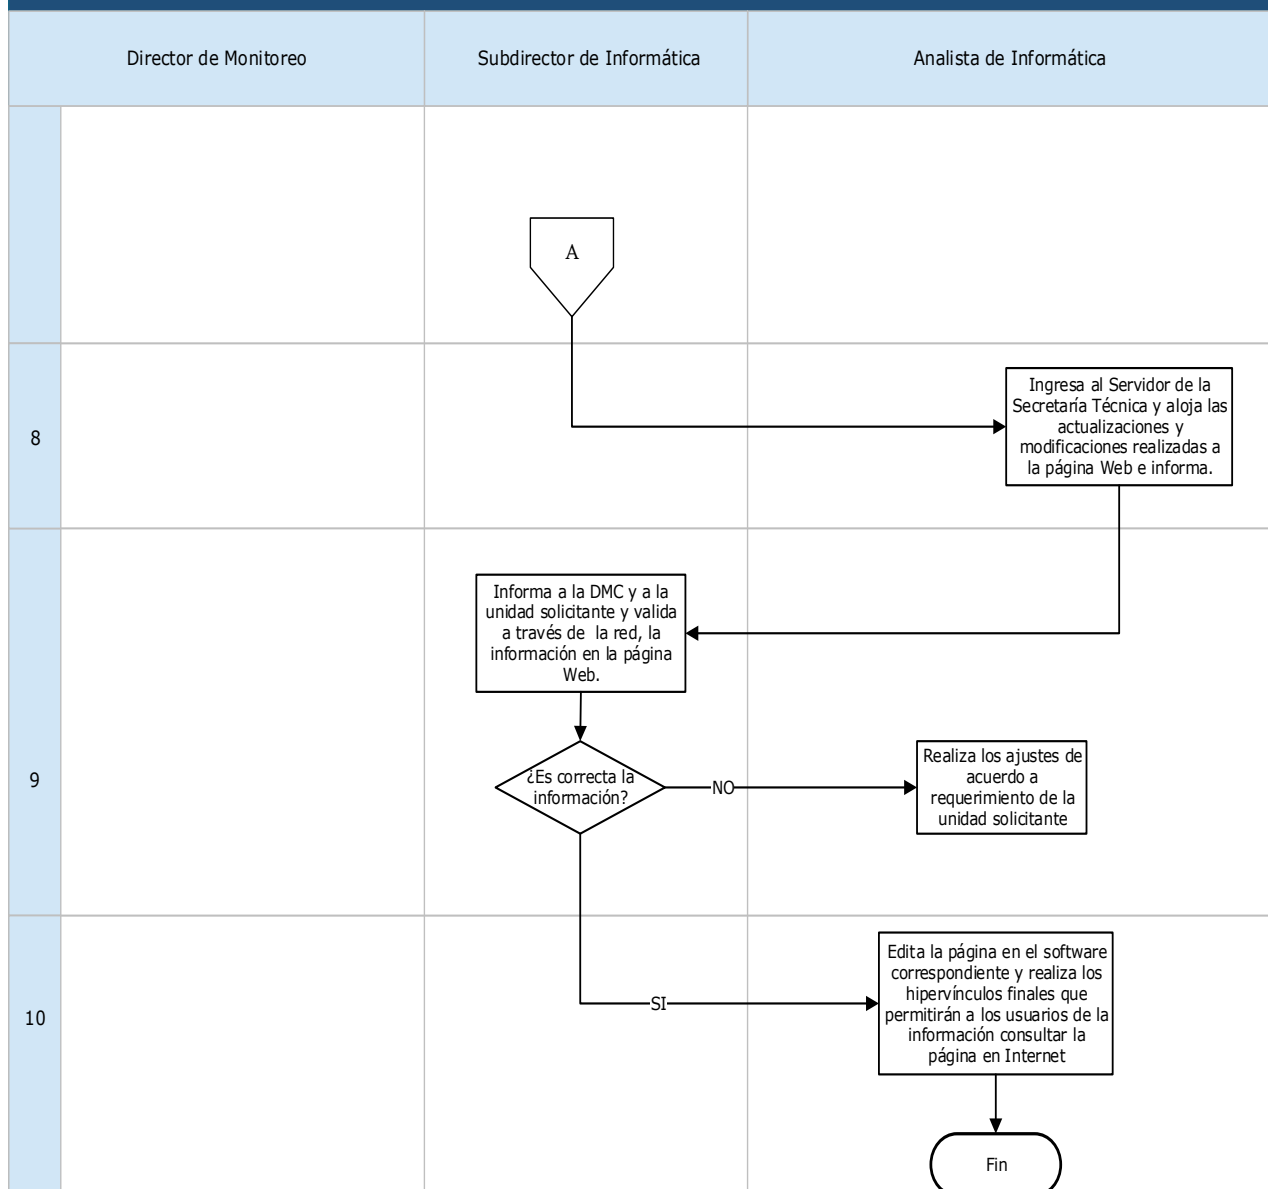 Director de Monitoreo
Subdirector de Informática
Analista de Informática
A
8
Ingresa al Servidor de la
Secretaría Técnica y aloja las
actualizaciones y
modificaciones realizadas a
la página Web e informa.
9
Informa a la DMC y a la
unidad solicitante y valida
a través de  la red, la
información en la página
Web.
¿Es correcta la
información?
NO
Realiza los ajustes de
acuerdo a
requerimiento de la
unidad solicitante
10
SI
Edita la página en el software
correspondiente y realiza los
hipervínculos finales que
permitirán a los usuarios de la
información consultar la
página en Internet
Fin